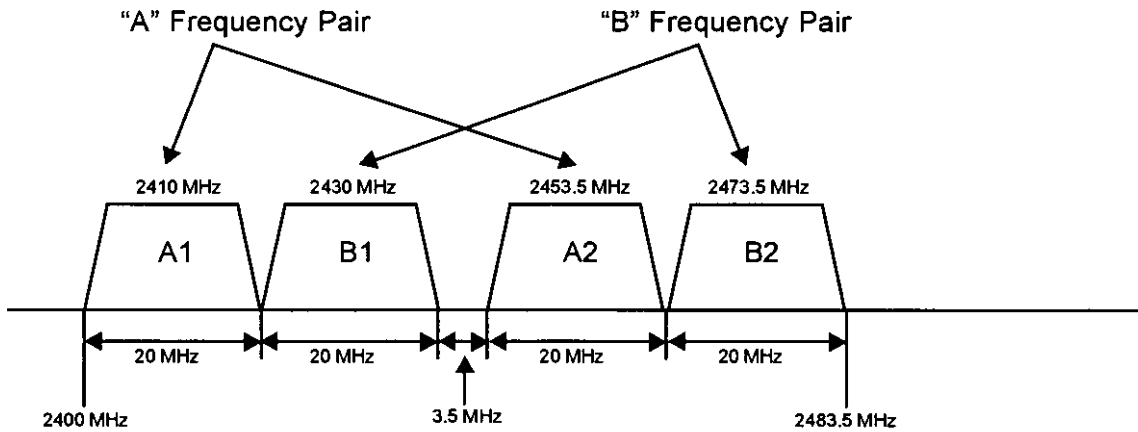 “A” Frequency Pair “B” Frequency Pair
2410 MHz 2430 MHz 2453.5 MHz 2473.5 MHz
A1 B1 A2 B2
20 MHz 20 MHz 20 MHz 20 MHz
2400 MHz 3.5 MHz 2483.5 MHz